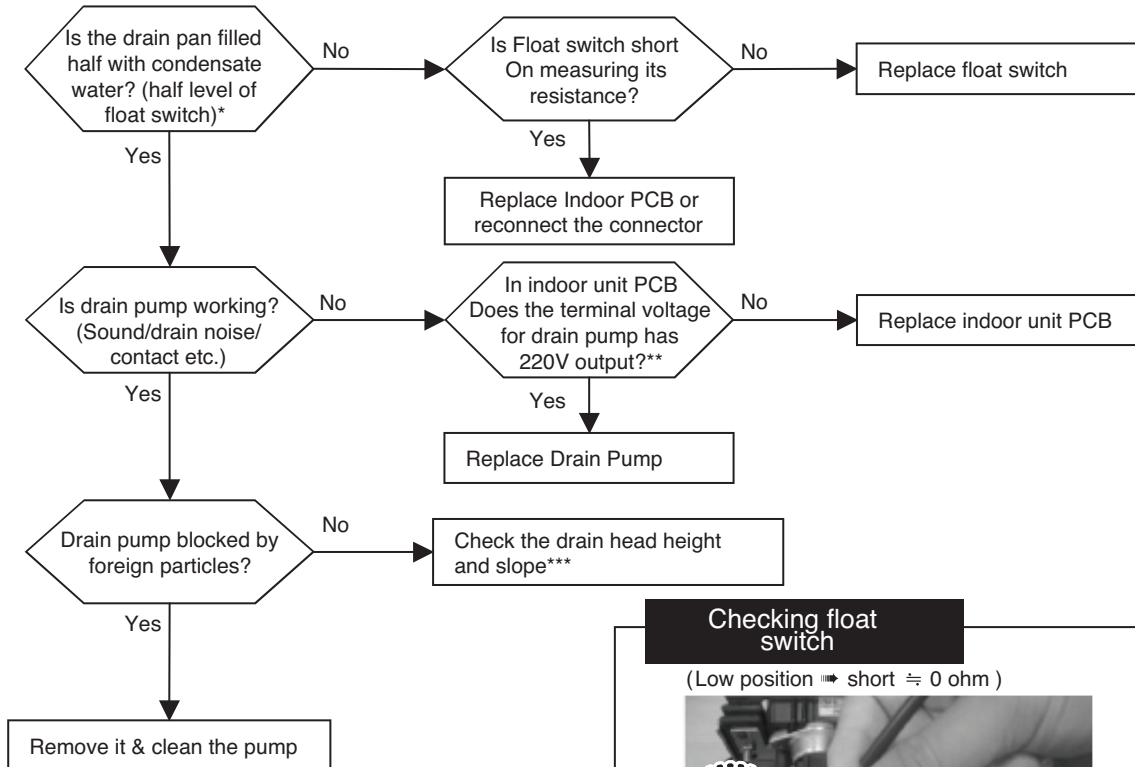 Is the drain pan filled
half with condensate
water? (half level of
float switch)*
No
Is Float switch short
On measuring its
resistance?
No
Replace float switch
Yes
Yes
Replace Indoor PCB or
reconnect the connector
Is drain pump working?
(Sound/drain noise/
contact etc.)
No
In indoor unit PCB
Does the terminal voltage
for drain pump has
220V output?**
No
Replace indoor unit PCB
Yes
Yes
Replace Drain Pump
Drain pump blocked by
foreign particles?
No
Check the drain head height
and slope***
Yes
Remove it & clean the pump
Checking float
switch
(Low position ➠ short ≒ 0 ohm )